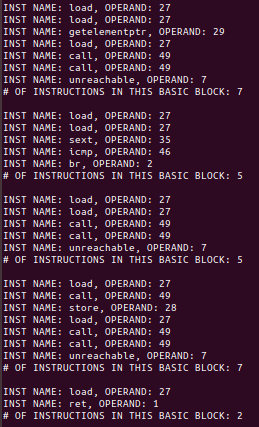 INST NAME: load, OPERAND: 27
INST NAME: load, OPERAND: 27
INST NAME: getelementptr, OPERAND: 29
INST NAME: load, OPERAND: 27
INST NAME: call, OPERAND: 49
INST NAME: call, OPERAND: 49
INST NAME: unreachable, OPERAND: 7
# OF INSTRUCTIONS IN THIS BASIC BLOCK: 7
INST NAME: load, OPERAND: 27
INST NAME: load, OPERAND: 27
INST NAME: sext, OPERAND: 35
INST NAME: icmp, OPERAND: 46
INST NAME: br, OPERAND: 2
# OF INSTRUCTIONS IN THIS BASIC BLOCK: 5
INST NAME: load, OPERAND: 27
INST NAME: load, OPERAND: 27
INST NAME: call, OPERAND: 49
INST NAME: call, OPERAND: 49
INST NAME: unreachable, OPERAND: 7
# OF INSTRUCTIONS IN THIS BASIC BLOCK: 5
INST NAME: load, OPERAND: 27
INST NAME: call, OPERAND: 49
INST NAME: store, OPERAND: 28
INST NAME: load, OPERAND: 27
INST NAME: call, OPERAND: 49
INST NAME: call, OPERAND: 49
INST NAME: unreachable, OPERAND: 7
# OF INSTRUCTIONS IN THIS BASIC BLOCK: 7
INST NAME: load, OPERAND: 27
INST NAME: ret, OPERAND: 1
# OF INSTRUCTIONS IN THIS BASIC BLOCK: 2